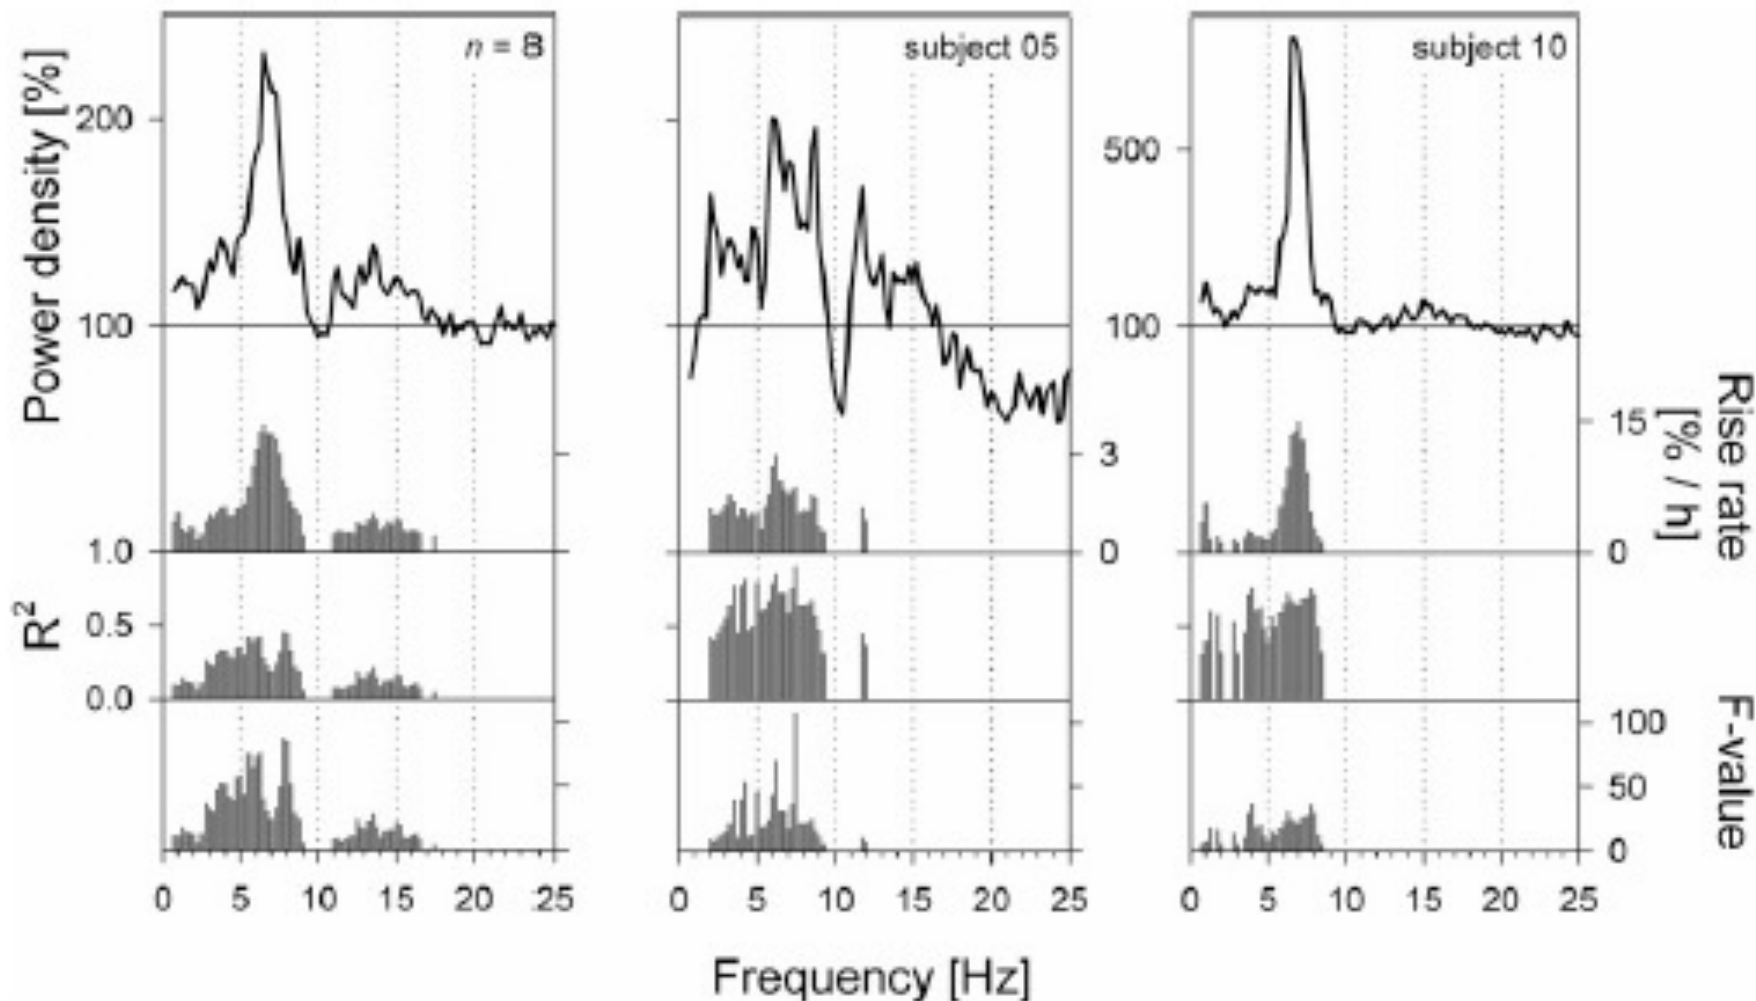 n = 8
subject 05
subject 10
Power density [%]
200
100
500
100
Rise rate
[% / h]
3
0
15
0
R2
1.0
0.5
0.0
F-value
100
50
0
0 5 10 15 20 25
0 5 10 15 20 25
0 5 10 15 20 25
Frequency [Hz]